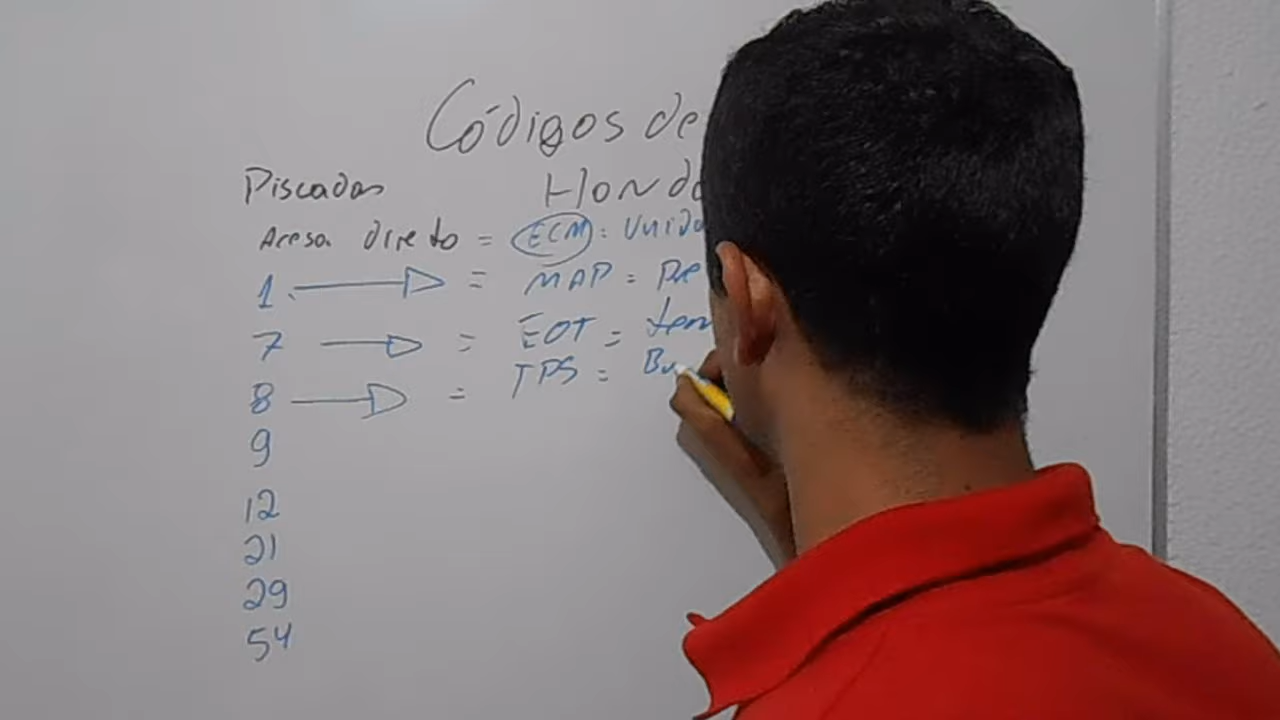 Códigos de
Piscadas Hond
Acesa direto = ECM: Unida
1. = MAP = Pre
7 = EOT = tem
8 = TPS = Bo
9
12
21
29
54